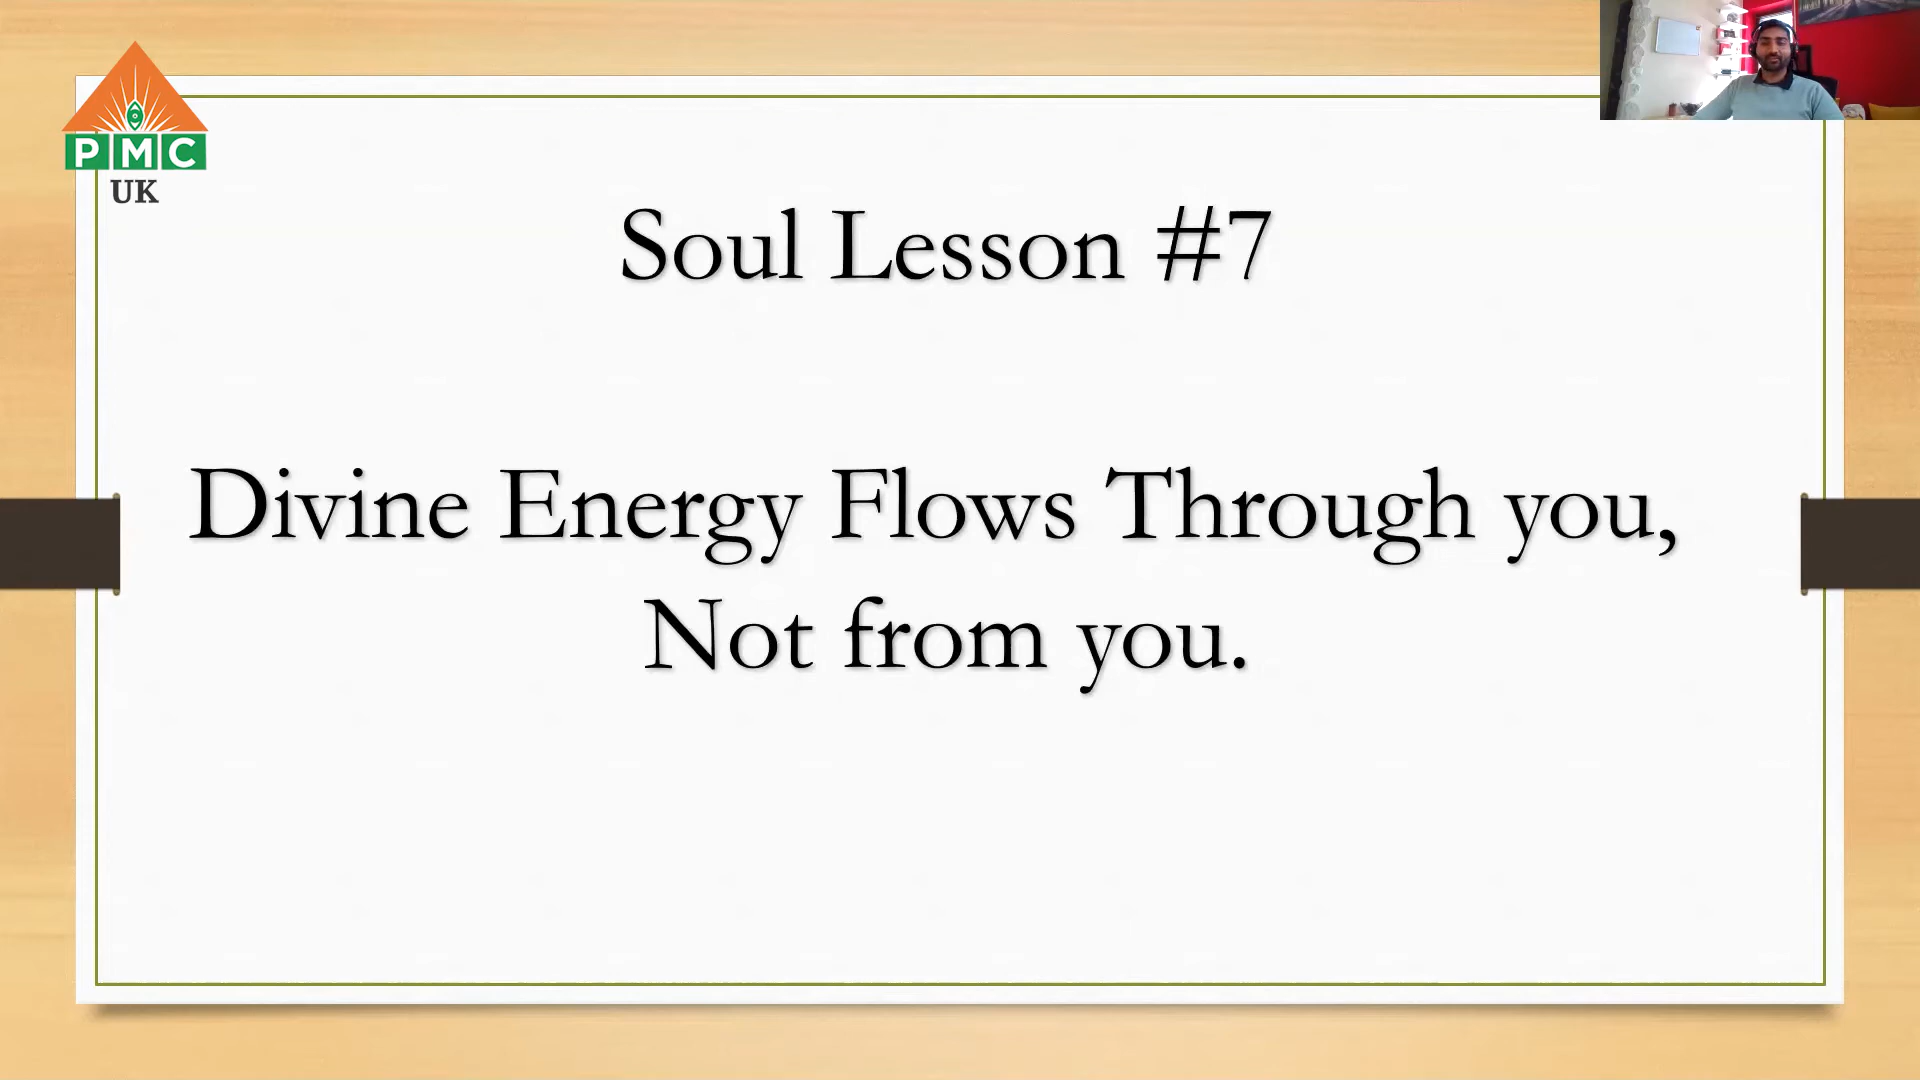 PMC
UK
Soul Lesson #7
Divine Energy Flows Through you,
Not from you.